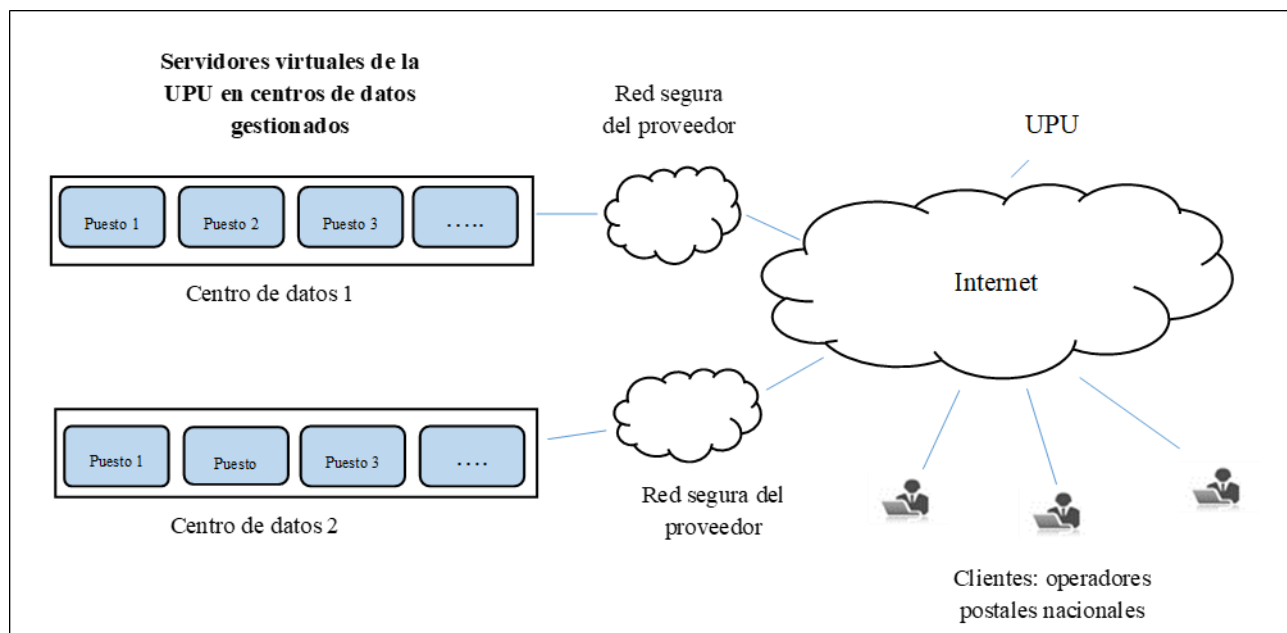 Servidores virtuales de la
UPU en centros de datos
gestionados
Red segura
del proveedor
UPU
Puesto 1
Puesto 2
Puesto 3
.....
Centro de datos 1
Internet
Puesto 1
Puesto
Puesto 3
....
Centro de datos 2
Red segura del
proveedor
Clientes: operadores
postales nacionales